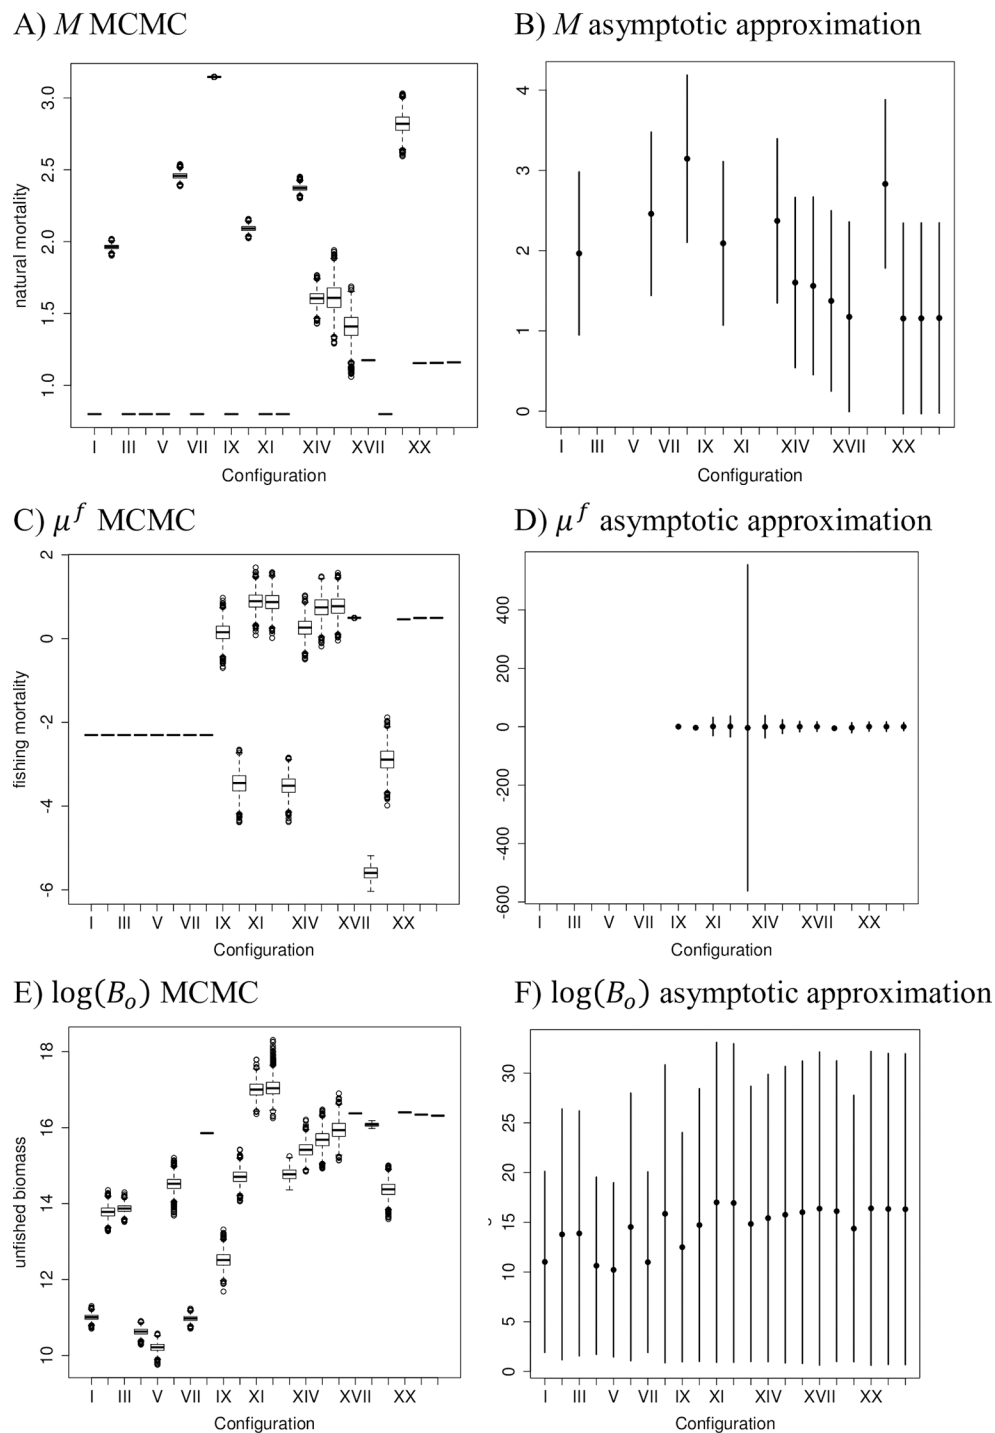 A) M MCMC
B) M asymptotic approximation
natural mortality
3.0
2.5
2.0
1.5
1.0
I III V VII IX XI XIV XVII XX
Configuration
4
3
2
1
0
I III V VII IX XI XIV XVII XX
Configuration
C) μ^f MCMC
D) μ^f asymptotic approximation
fishing mortality
2
0
2
4
6
I III V VII IX XI XIV XVII XX
Configuration
400
200
0
-200
-400
-600
I III V VII IX XI XIV XVII XX
Configuration
E) log(B_o) MCMC
F) log(B_o) asymptotic approximation
unfished biomass
18
16
14
12
10
I III V VII IX XI XIV XVII XX
Configuration
30
25
20
15
10
5
0
I III V VII IX XI XIV XVII XX
Configuration